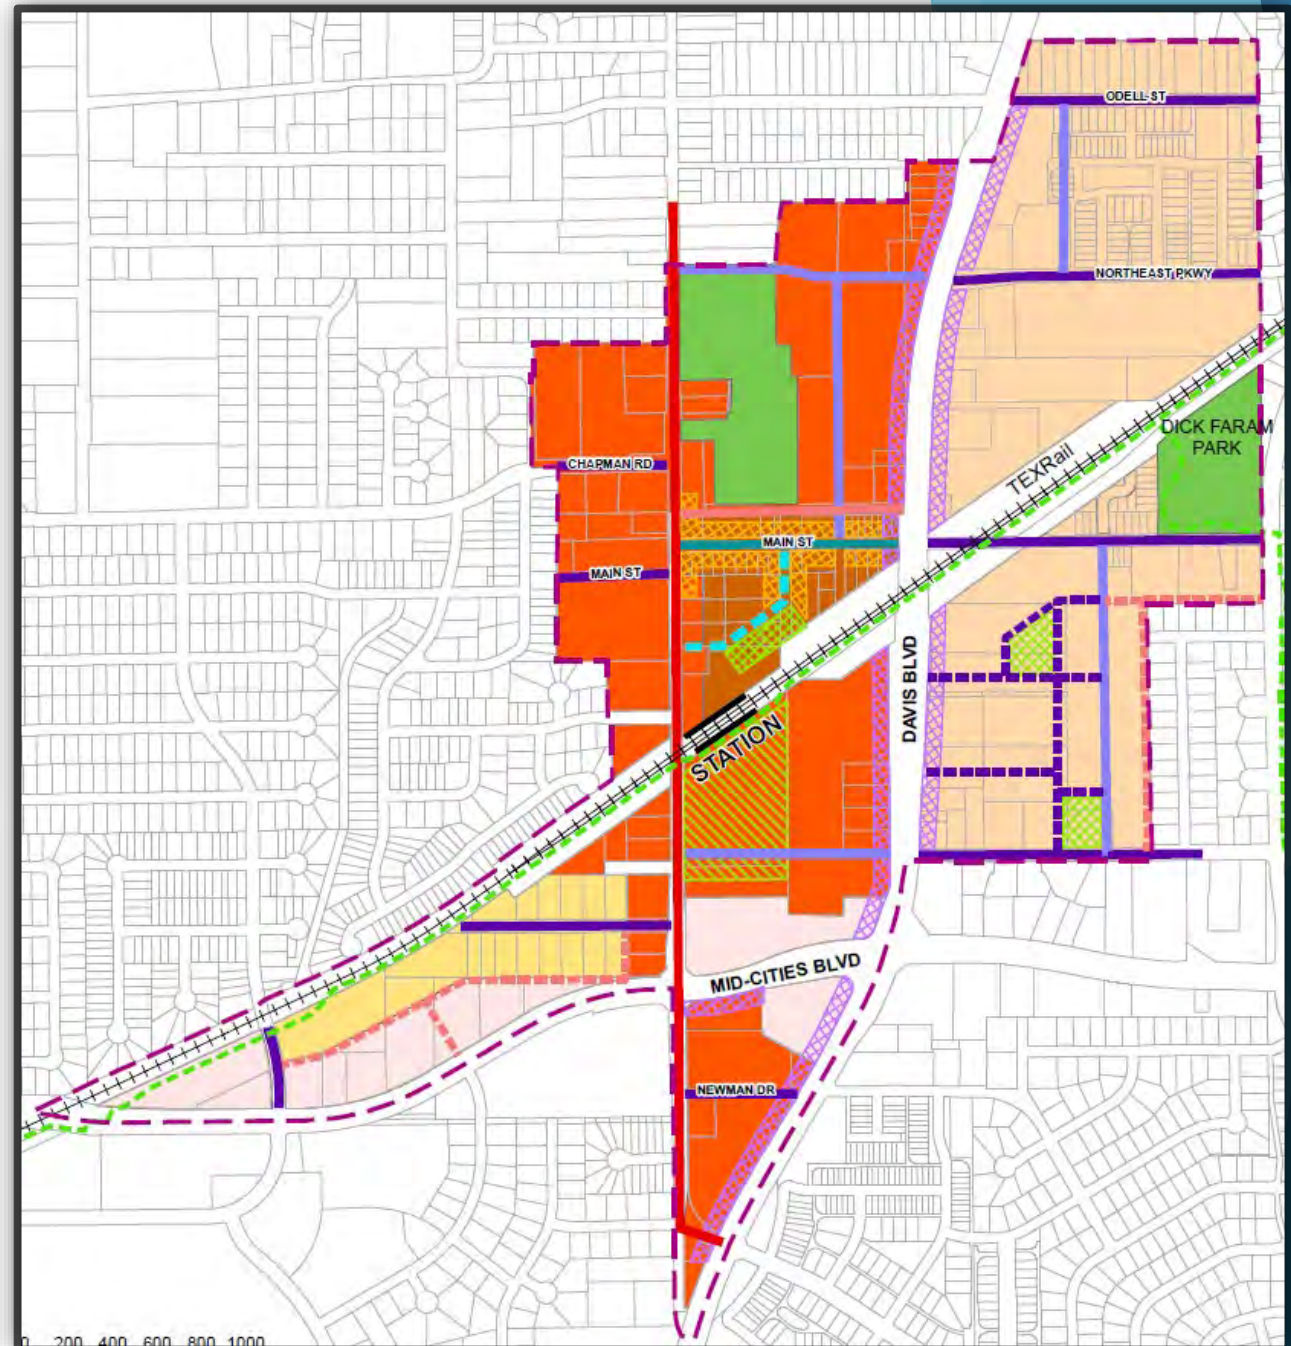 ODELL ST
NORTHEAST PKWY
DICK FARAM
PARK
TEXRail
CHAPMAN RD
MAIN ST
MAIN ST
DAVIS BLVD
STATION
MID-CITIES BLVD
NEWMAN DR
0 200 400 600 800 1000